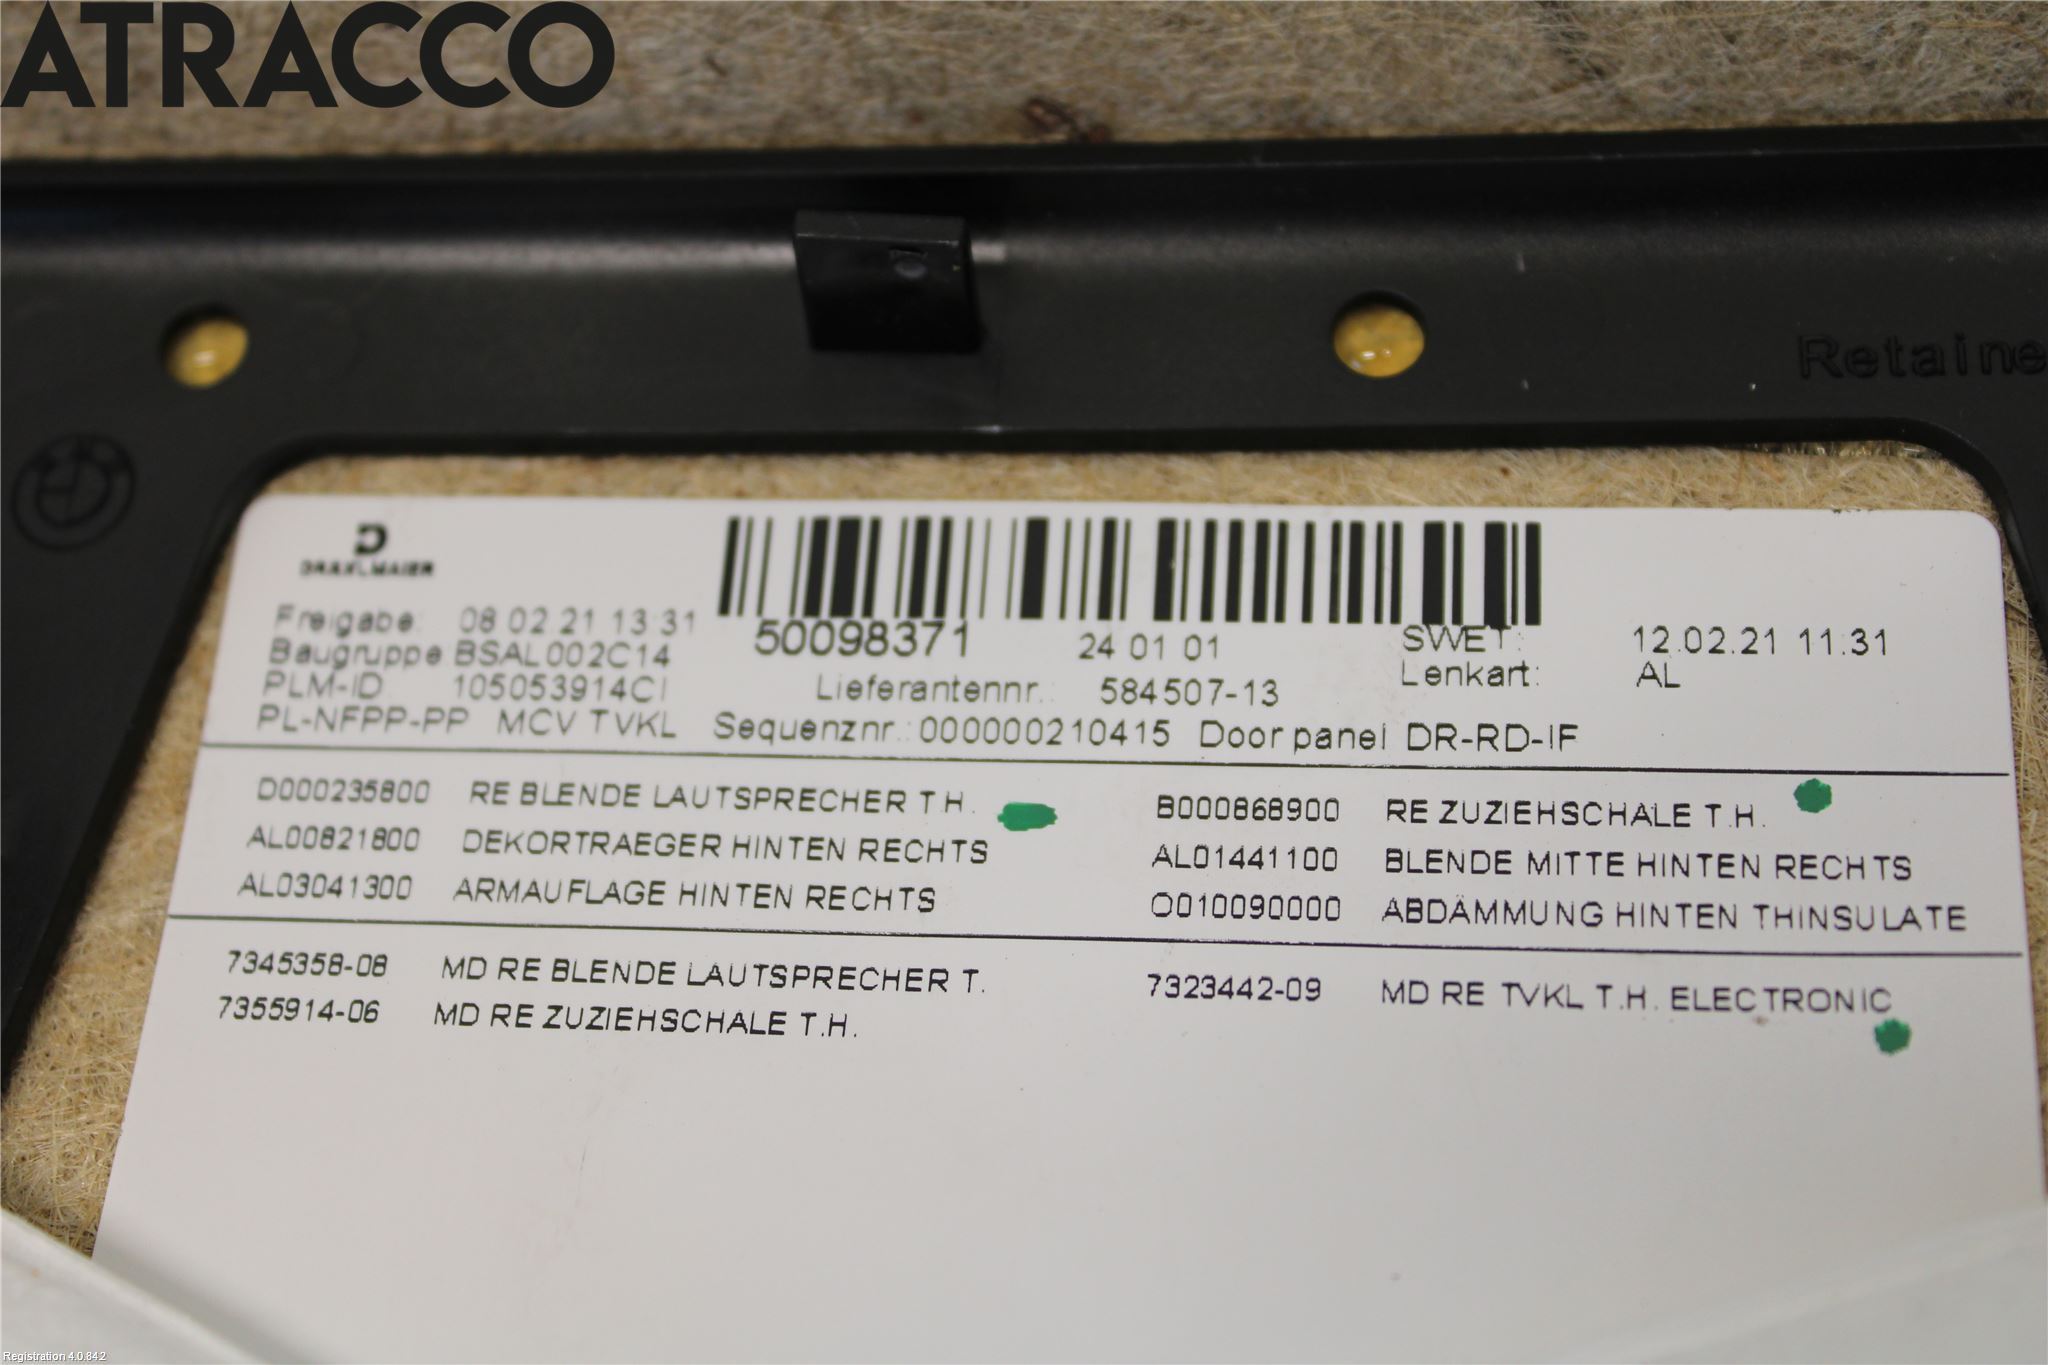 ATRACCO
Retaine
D
DRÄXLMAIER
Freigabe: 08.02.21 13:31
Baugruppe BSAL002C14
PLM-ID 105053914CI
PL-NFPP-PP MCV TVKL
50098371 24 01 01
Lieferantennr.: 584507-13
Sequenznr.: 000000210415 Door panel DR-RD-IF
SWET: 12.02.21 11:31
Lenkart: AL
D000235800 RE BLENDE LAUTSPRECHER T.H.
AL00821800 DEKORTRAEGER HINTEN RECHTS
AL03041300 ARMAUFLAGE HINTEN RECHTS
B000868900 RE ZUZIEHSCHALE T.H.
AL01441100 BLENDE MITTE HINTEN RECHTS
O010090000 ABDÄMMUNG HINTEN THINSULATE
7345358-08 MD RE BLENDE LAUTSPRECHER T.
7355914-06 MD RE ZUZIEHSCHALE T.H.
7323442-09 MD RE TVKL T.H. ELECTRONIC
Registration 4.0.84.2